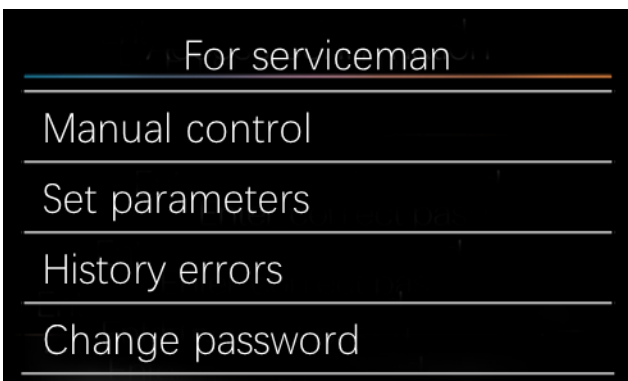 For serviceman
Manual control
Set parameters
History errors
Change password